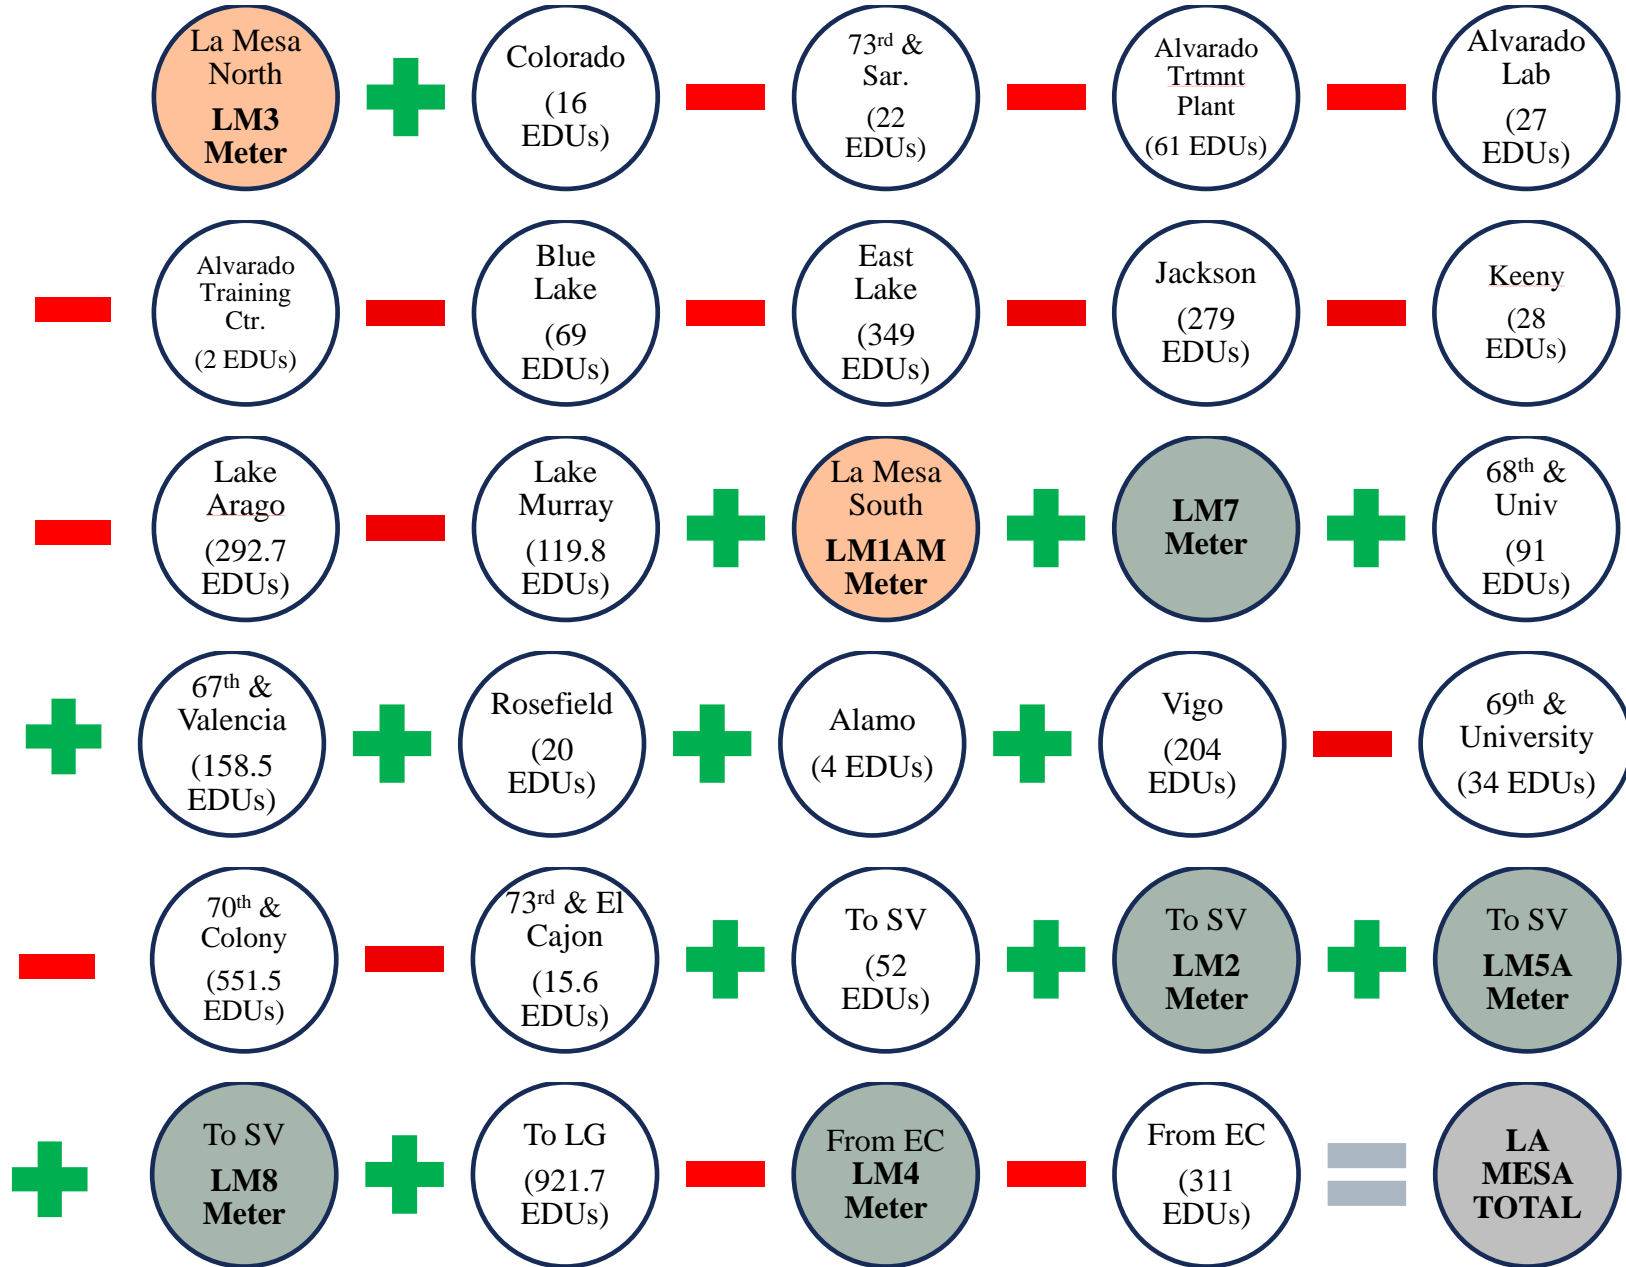 La Mesa
North
LM3
Meter
Colorado
(16
EDUs)
73rd &
Sar.
(22
EDUs)
Alvarado
Trtmnt
Plant
(61 EDUs)
Alvarado
Lab
(27
EDUs)
Alvarado
Training
Ctr.
(2 EDUs)
Blue
Lake
(69
EDUs)
East
Lake
(349
EDUs)
Jackson
(279
EDUs)
Keeny
(28
EDUs)
Lake
Arago
(292.7
EDUs)
Lake
Murray
(119.8
EDUs)
La Mesa
South
LM1AM
Meter
LM7
Meter
68th &
Univ
(91
EDUs)
67th &
Valencia
(158.5
EDUs)
Rosefield
(20
EDUs)
Alamo
(4 EDUs)
Vigo
(204
EDUs)
69th &
University
(34 EDUs)
70th &
Colony
(551.5
EDUs)
73rd & El
Cajon
(15.6
EDUs)
To SV
(52
EDUs)
To SV
LM2
Meter
To SV
LM5A
Meter
To SV
LM8
Meter
To LG
(921.7
EDUs)
From EC
LM4
Meter
From EC
(311
EDUs)
LA
MESA
TOTAL